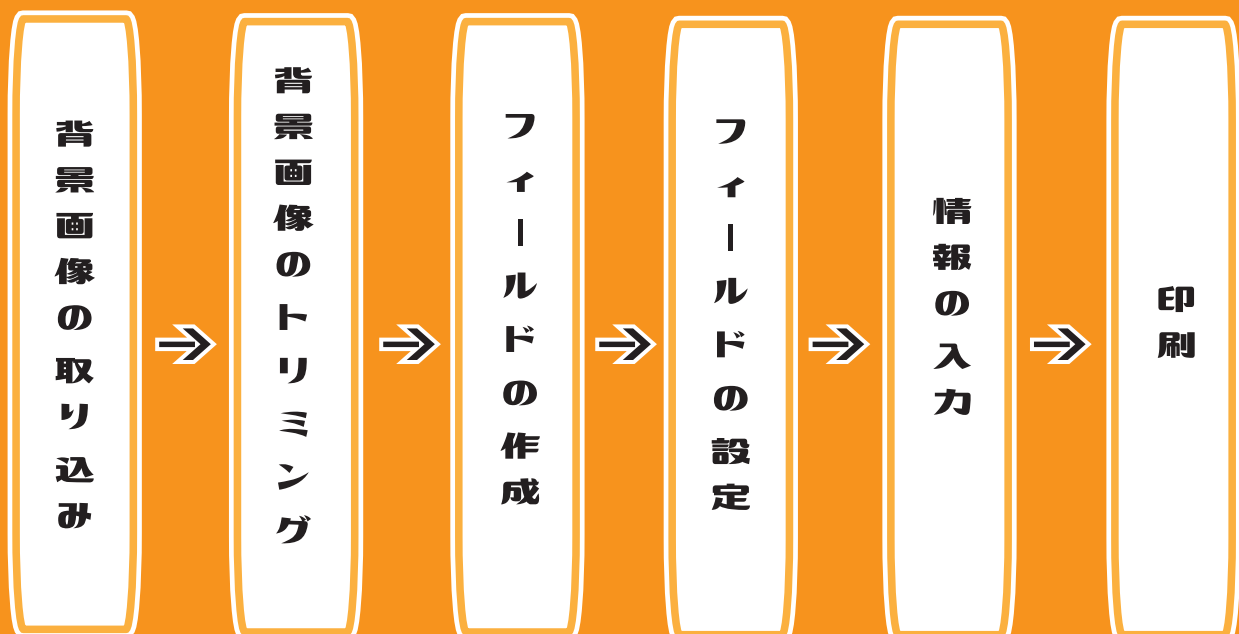 背景画像の取り込み
背景画像のトリミング
フィールドの作成
フィールドの設定
情報の入力
印刷